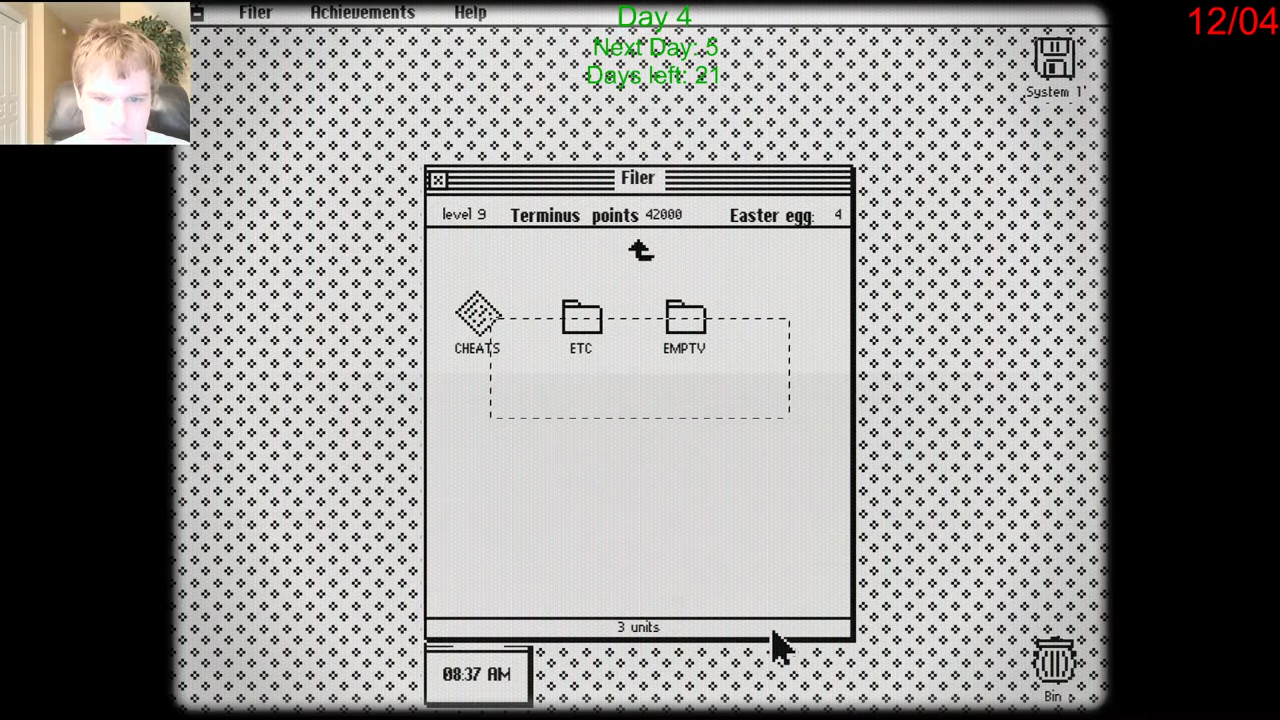 Filer Achievements Help
Day 4
Next Day: 5
Days left: 21
12/04
System 1
Filer
level 9 Terminus points 42000 Easter egg: 4
CHEATS ETC EMPTY
3 units
08:37 AM
Bin